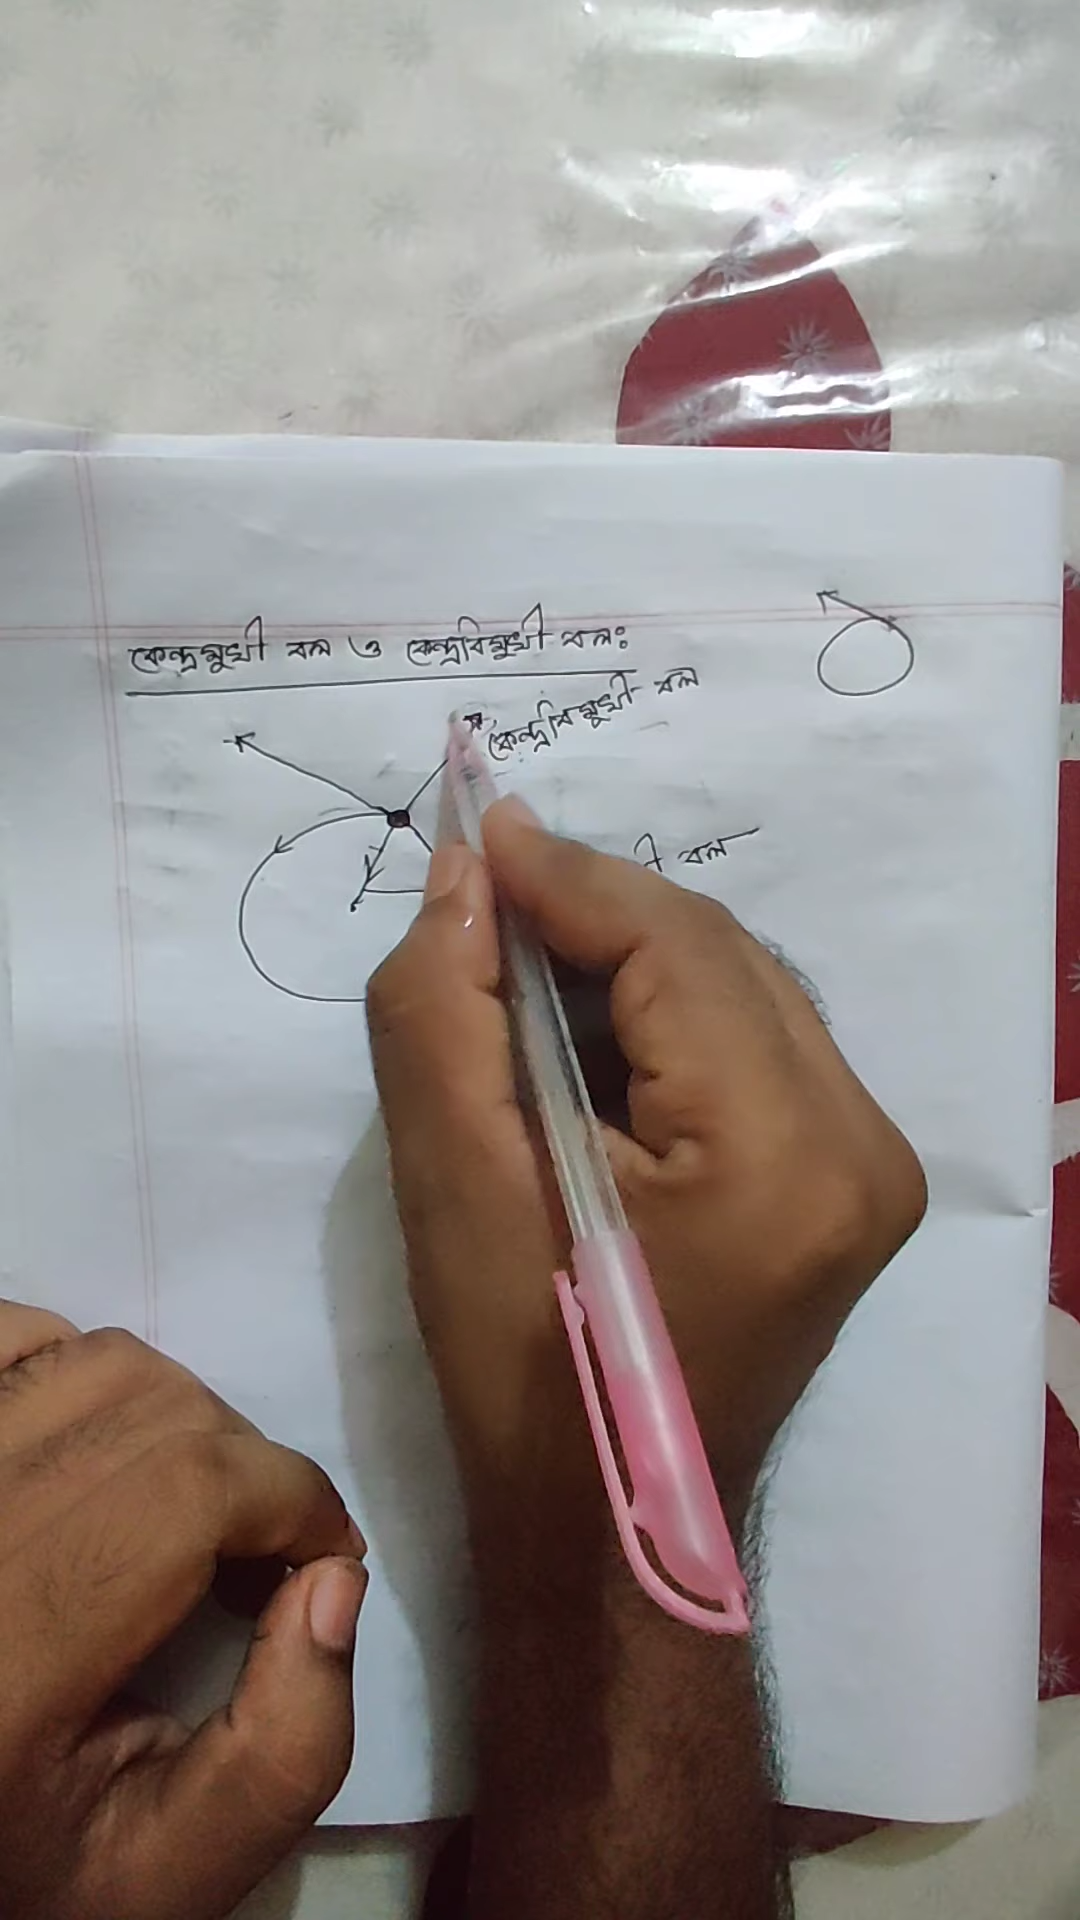 কেন্দ্রমুখী বল ও কেন্দ্রবিমুখী বলঃ
কেন্দ্রবিমুখী বল
বল